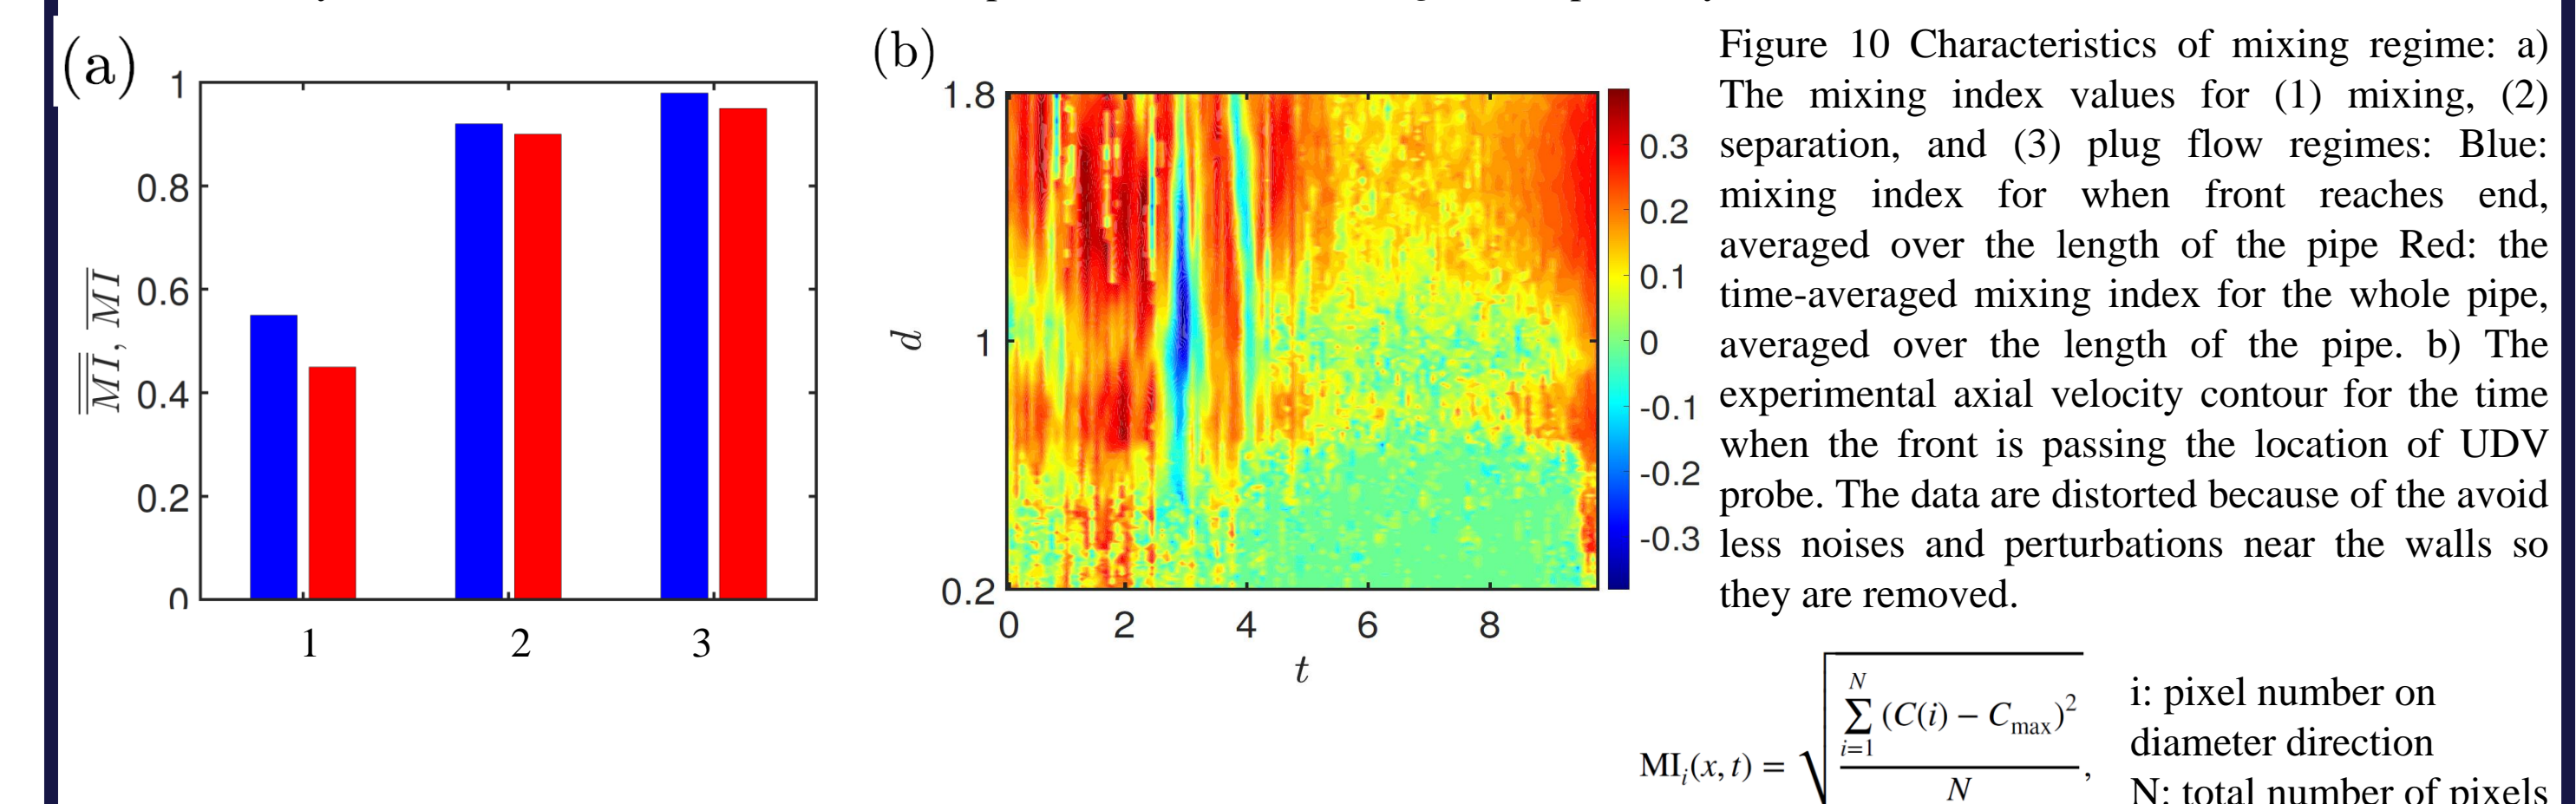 (a)
1
0.8
0.6
0.4
0.2
0
MI, MI
1 2 3
(b)
1.8
1
0.2
d
0 2 4 6 8
t
0.3
0.2
0.1
0
-0.1
-0.2
-0.3
Figure 10 Characteristics of mixing regime: a)
The mixing index values for (1) mixing, (2)
separation, and (3) plug flow regimes: Blue:
mixing index for when front reaches end,
averaged over the length of the pipe Red: the
time-averaged mixing index for the whole pipe,
averaged over the length of the pipe. b) The
experimental axial velocity contour for the time
when the front is passing the location of UDV
probe. The data are distorted because of the avoid
less noises and perturbations near the walls so
they are removed.
MI_i(x, t) = √(∑_{i=1}^{N} (C(i) − C_max)² / N),
i: pixel number on
diameter direction
N: total number of pixels